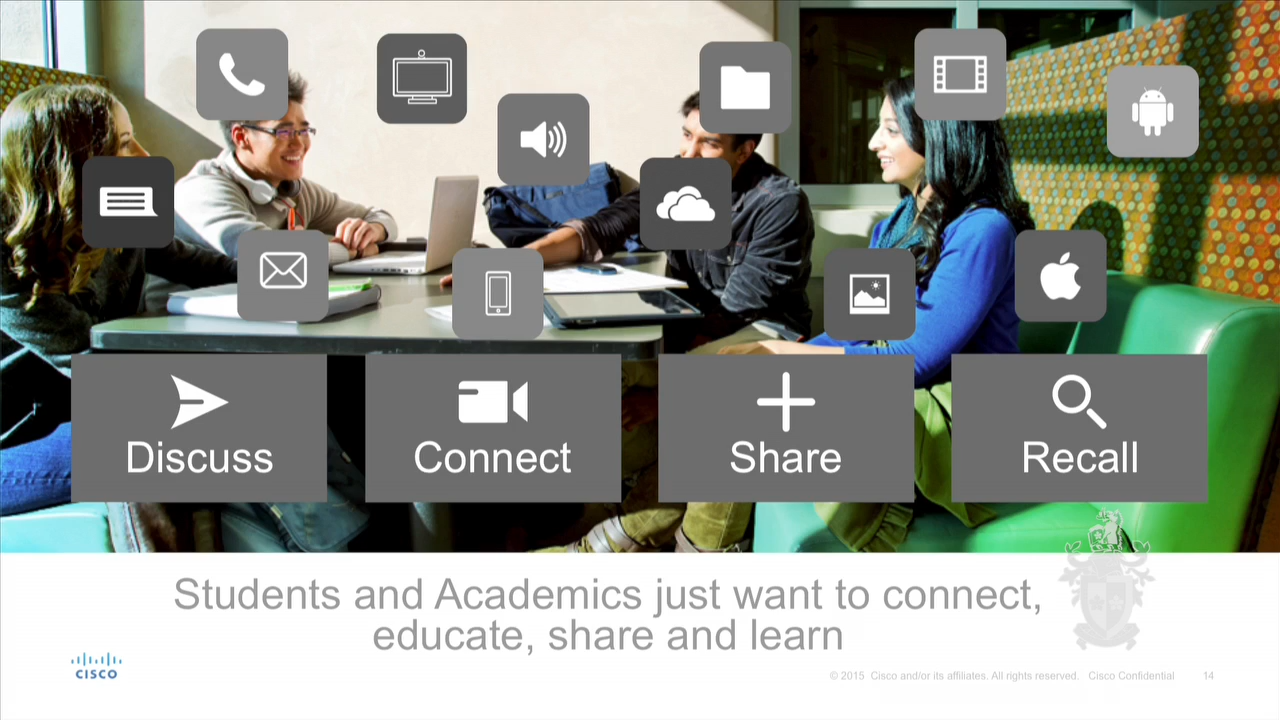 Discuss
Connect
Share
Recall
Students and Academics just want to connect,
educate, share and learn
CISCO
© 2015 Cisco and/or its affiliates. All rights reserved. Cisco Confidential 14